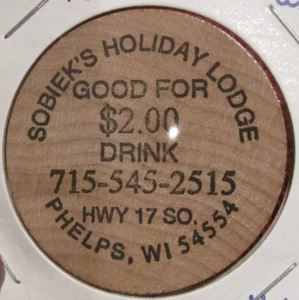 SOBIEK'S HOLIDAY LODGE
GOOD FOR
$2.00
DRINK
715-545-2515
HWY 17 SO.
PHELPS, WI 54554